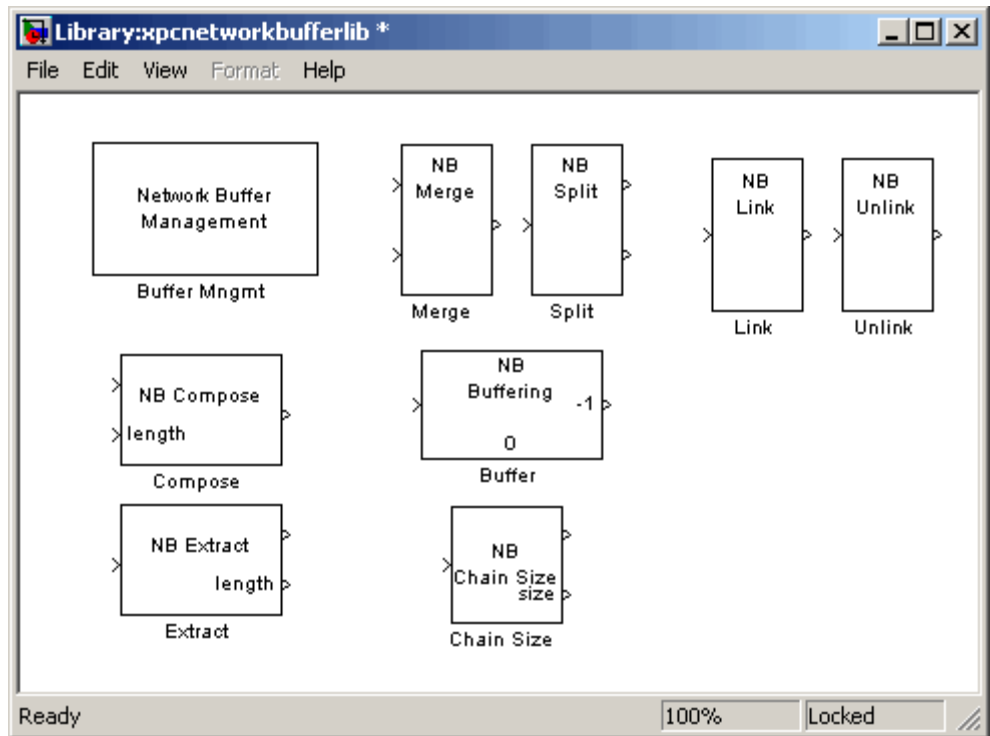 Library:xpcnetworkbufferlib *
File Edit View Format Help
Network Buffer
Management
Buffer Mngmt
NB
Merge
Merge
NB
Split
Split
NB
Link
Link
NB
Unlink
Unlink
NB Compose
length
Compose
NB
Buffering
-1
0
Buffer
NB Extract
length
Extract
NB
Chain Size
size
Chain Size
Ready
100%
Locked